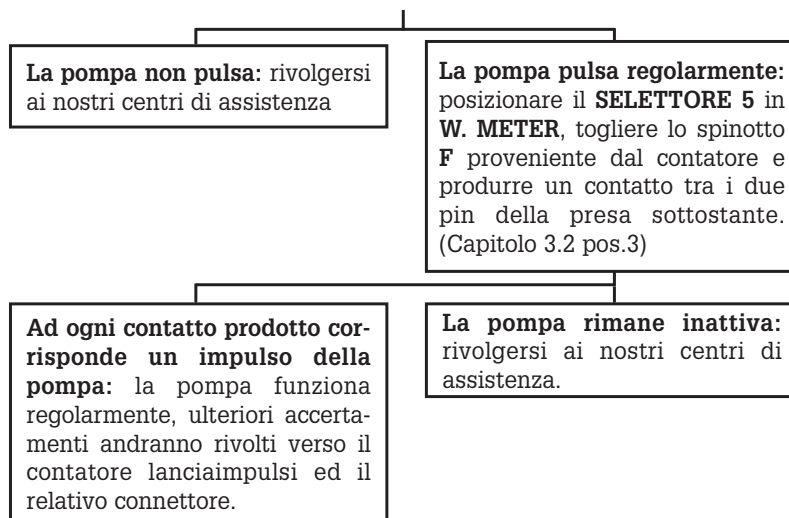 La pompa non pulsa: rivolgersi
ai nostri centri di assistenza
La pompa pulsa regolarmente:
posizionare il SELETTORE 5 in
W. METER, togliere lo spinotto
F proveniente dal contatore e
produrre un contatto tra i due
pin della presa sottostante.
(Capitolo 3.2 pos.3)
Ad ogni contatto prodotto cor-
risponde un impulso della
pompa: la pompa funziona
regolarmente, ulteriori accerta-
menti andranno rivolti verso il
contatore lanciaimpulsi ed il
relativo connettore.
La pompa rimane inattiva:
rivolgersi ai nostri centri di
assistenza.